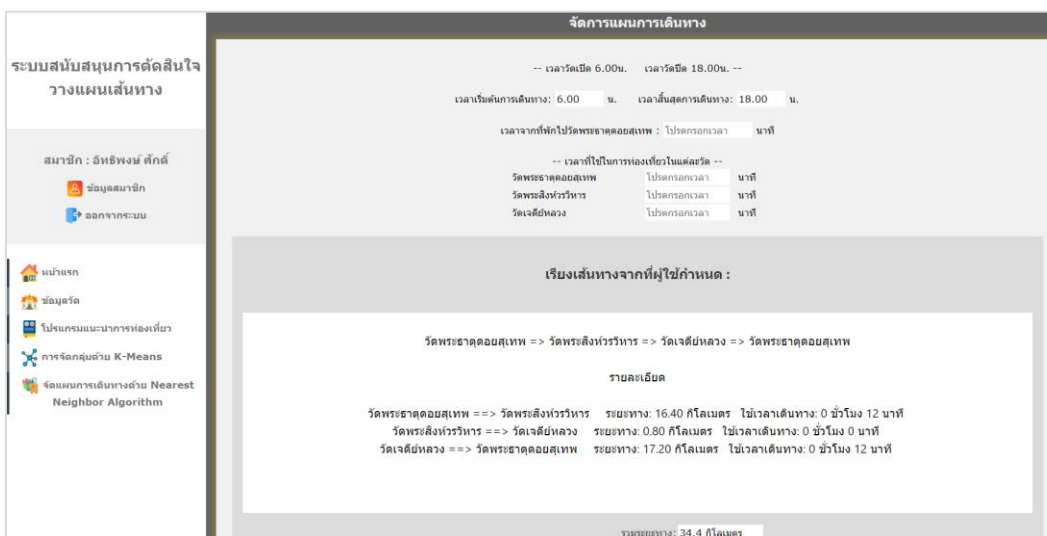 จัดการแผนการเดินทาง
ระบบสนับสนุนการตัดสินใจ
วางแผนเส้นทาง
สมาชิก : อิทธิพงษ์ ศักดิ์
ข้อมูลสมาชิก
ออกจากระบบ
หน้าแรก
ข้อมูลวัด
โปรแกรมแนะนำการท่องเที่ยว
การจัดกลุ่มด้วย K-Means
จัดแผนการเดินทางด้วย Nearest
Neighbor Algorithm
-- เวลาวัดเปิด 6.00น. เวลาวัดปิด 18.00น. --
เวลาเริ่มต้นการเดินทาง: 6.00 น. เวลาสิ้นสุดการเดินทาง: 18.00 น.
เวลาจากที่พักไปวัดพระธาตุดอยสุเทพ : โปรดกรอกเวลา นาที
-- เวลาที่ใช้ในการท่องเที่ยวในแต่ละวัด --
วัดพระธาตุดอยสุเทพ โปรดกรอกเวลา นาที
วัดพระสิงห์วรวิหาร โปรดกรอกเวลา นาที
วัดเจดีย์หลวง โปรดกรอกเวลา นาที
เรียงเส้นทางจากที่ผู้ใช้กำหนด :
วัดพระธาตุดอยสุเทพ => วัดพระสิงห์วรวิหาร => วัดเจดีย์หลวง => วัดพระธาตุดอยสุเทพ
รายละเอียด
วัดพระธาตุดอยสุเทพ ==> วัดพระสิงห์วรวิหาร ระยะทาง: 16.40 กิโลเมตร ใช้เวลาเดินทาง: 0 ชั่วโมง 12 นาที
วัดพระสิงห์วรวิหาร ==> วัดเจดีย์หลวง ระยะทาง: 0.80 กิโลเมตร ใช้เวลาเดินทาง: 0 ชั่วโมง 0 นาที
วัดเจดีย์หลวง ==> วัดพระธาตุดอยสุเทพ ระยะทาง: 17.20 กิโลเมตร ใช้เวลาเดินทาง: 0 ชั่วโมง 12 นาที
รวมระยะทาง: 34.4 กิโลเมตร